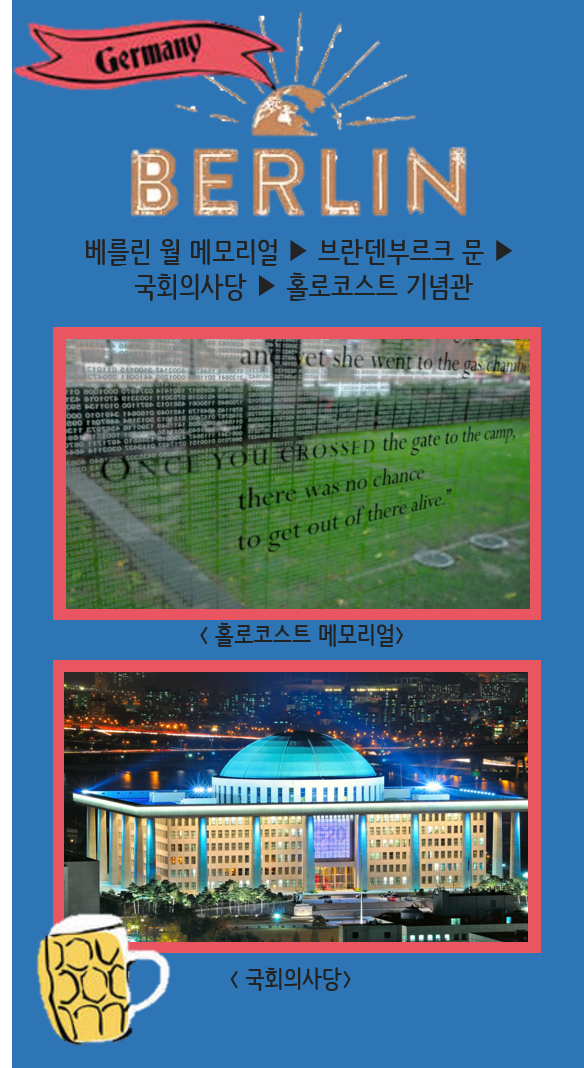 Germany
BERLIN
베를린 월 메모리얼 ▶ 브란덴부르크 문 ▶
국회의사당 ▶ 홀로코스트 기념관
and yet she went to the gas chambe
ONCE YOU CROSSED the gate to the camp,
there was no chance
to get out of there alive."
< 홀로코스트 메모리얼>
G20
< 국회의사당>